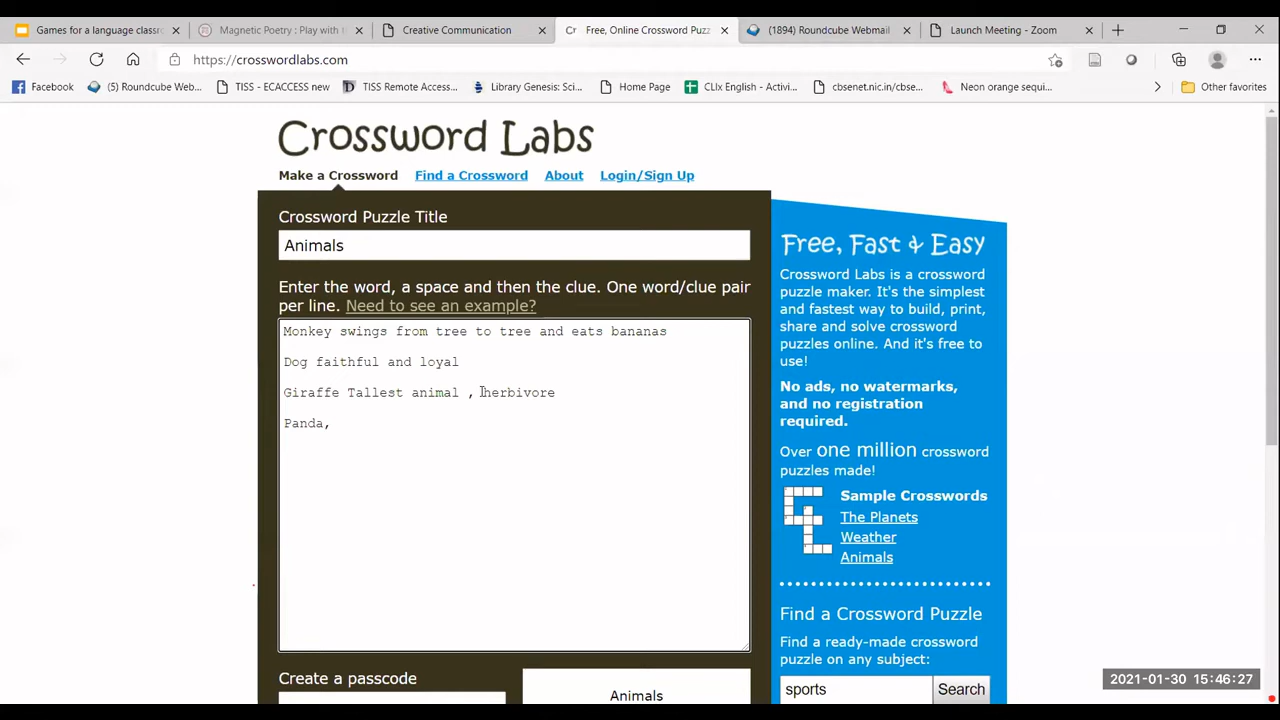 Games for a language classr
Magnetic Poetry : Play with t
Creative Communication
Free, Online Crossword Puzz
(1894) Roundcube Webmail
Launch Meeting - Zoom
https://crosswordlabs.com
Facebook
(5) Roundcube Web...
TISS - ECACCESS new
TISS Remote Access...
Library Genesis: Sci...
Home Page
CLIx English - Activi...
cbsenet.nic.in/cbse...
Neon orange sequi...
Other favorites
Crossword Labs
Make a Crossword
Find a Crossword
About
Login/Sign Up
Crossword Puzzle Title
Animals
Enter the word, a space and then the clue. One word/clue pair
per line. Need to see an example?
Monkey swings from tree to tree and eats bananas
Dog faithful and loyal
Giraffe Tallest animal , herbivore
Panda,
Create a passcode
Animals
Free, Fast & Easy
Crossword Labs is a crossword
puzzle maker. It's the simplest
and fastest way to build, print,
share and solve crossword
puzzles online. And it's free to
use!
No ads, no watermarks,
and no registration
required.
Over one million crossword
puzzles made!
Sample Crosswords
The Planets
Weather
Animals
Find a Crossword Puzzle
Find a ready-made crossword
puzzle on any subject:
sports
Search
2021-01-30 15:46:27